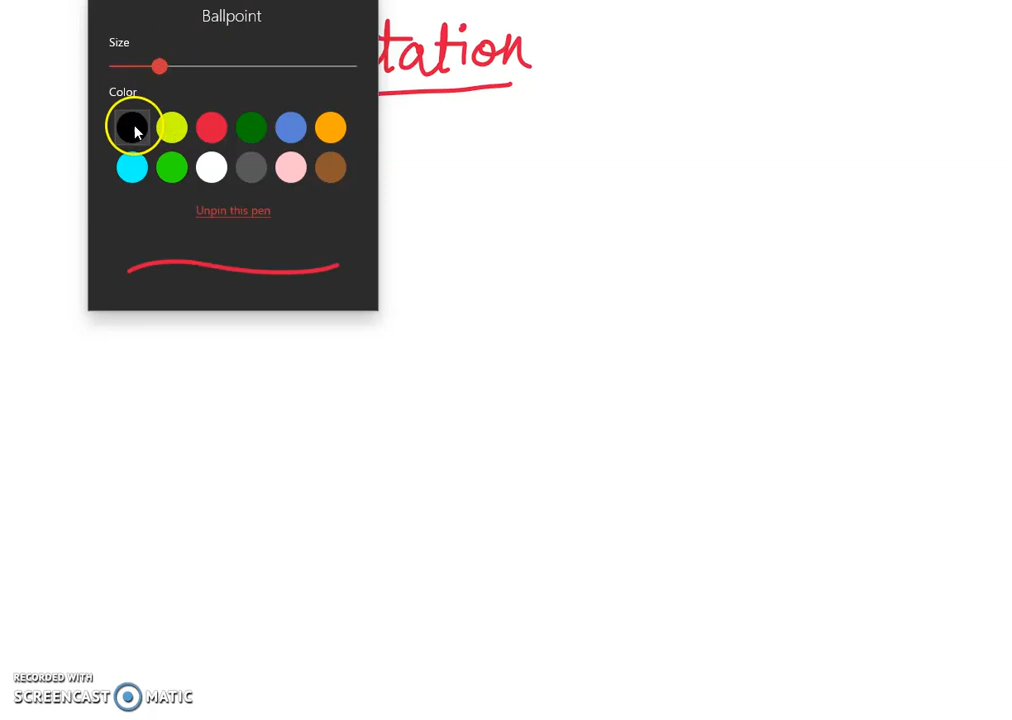 Ballpoint
Size
tation
Color
Unpin this pen
RECORDED WITH
SCREENCAST MATIC